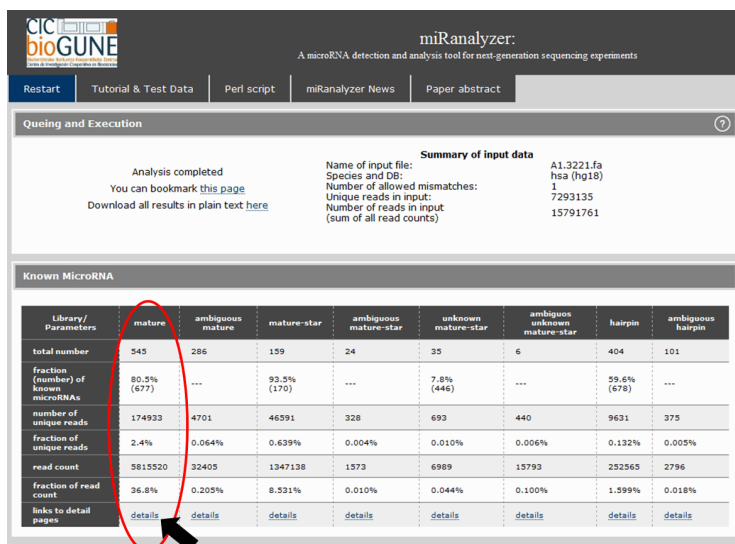 CIC
bioGUNE
miRanalyzer:
A microRNA detection and analysis tool for next-generation sequencing experiments
Restart Tutorial & Test Data Perl script miRanalyzer News Paper abstract
Queing and Execution ?
Analysis completed
You can bookmark this page
Download all results in plain text here
Summary of input data
Name of input file: A1.3221.fa
Species and DB: hsa (hg18)
Number of allowed mismatches: 1
Unique reads in input: 7293135
Number of reads in input 15791761
(sum of all read counts)
Known MicroRNA
Library/ Parameters mature ambiguous mature mature-star ambiguous mature-star unknown mature-star ambiguos unknown mature-star hairpin ambiguous hairpin
total number 545 286 159 24 35 6 404 101
fraction (number) of known microRNAs 80.5% (677) --- 93.5% (170) --- 7.8% (446) --- 59.6% (678) ---
number of unique reads 174933 4701 46591 328 693 440 9631 375
fraction of unique reads 2.4% 0.064% 0.639% 0.004% 0.010% 0.006% 0.132% 0.005%
read count 5815520 32405 1347138 1573 6989 15793 252565 2796
fraction of read count 36.8% 0.205% 8.531% 0.010% 0.044% 0.100% 1.599% 0.018%
links to detail pages details details details details details details details details